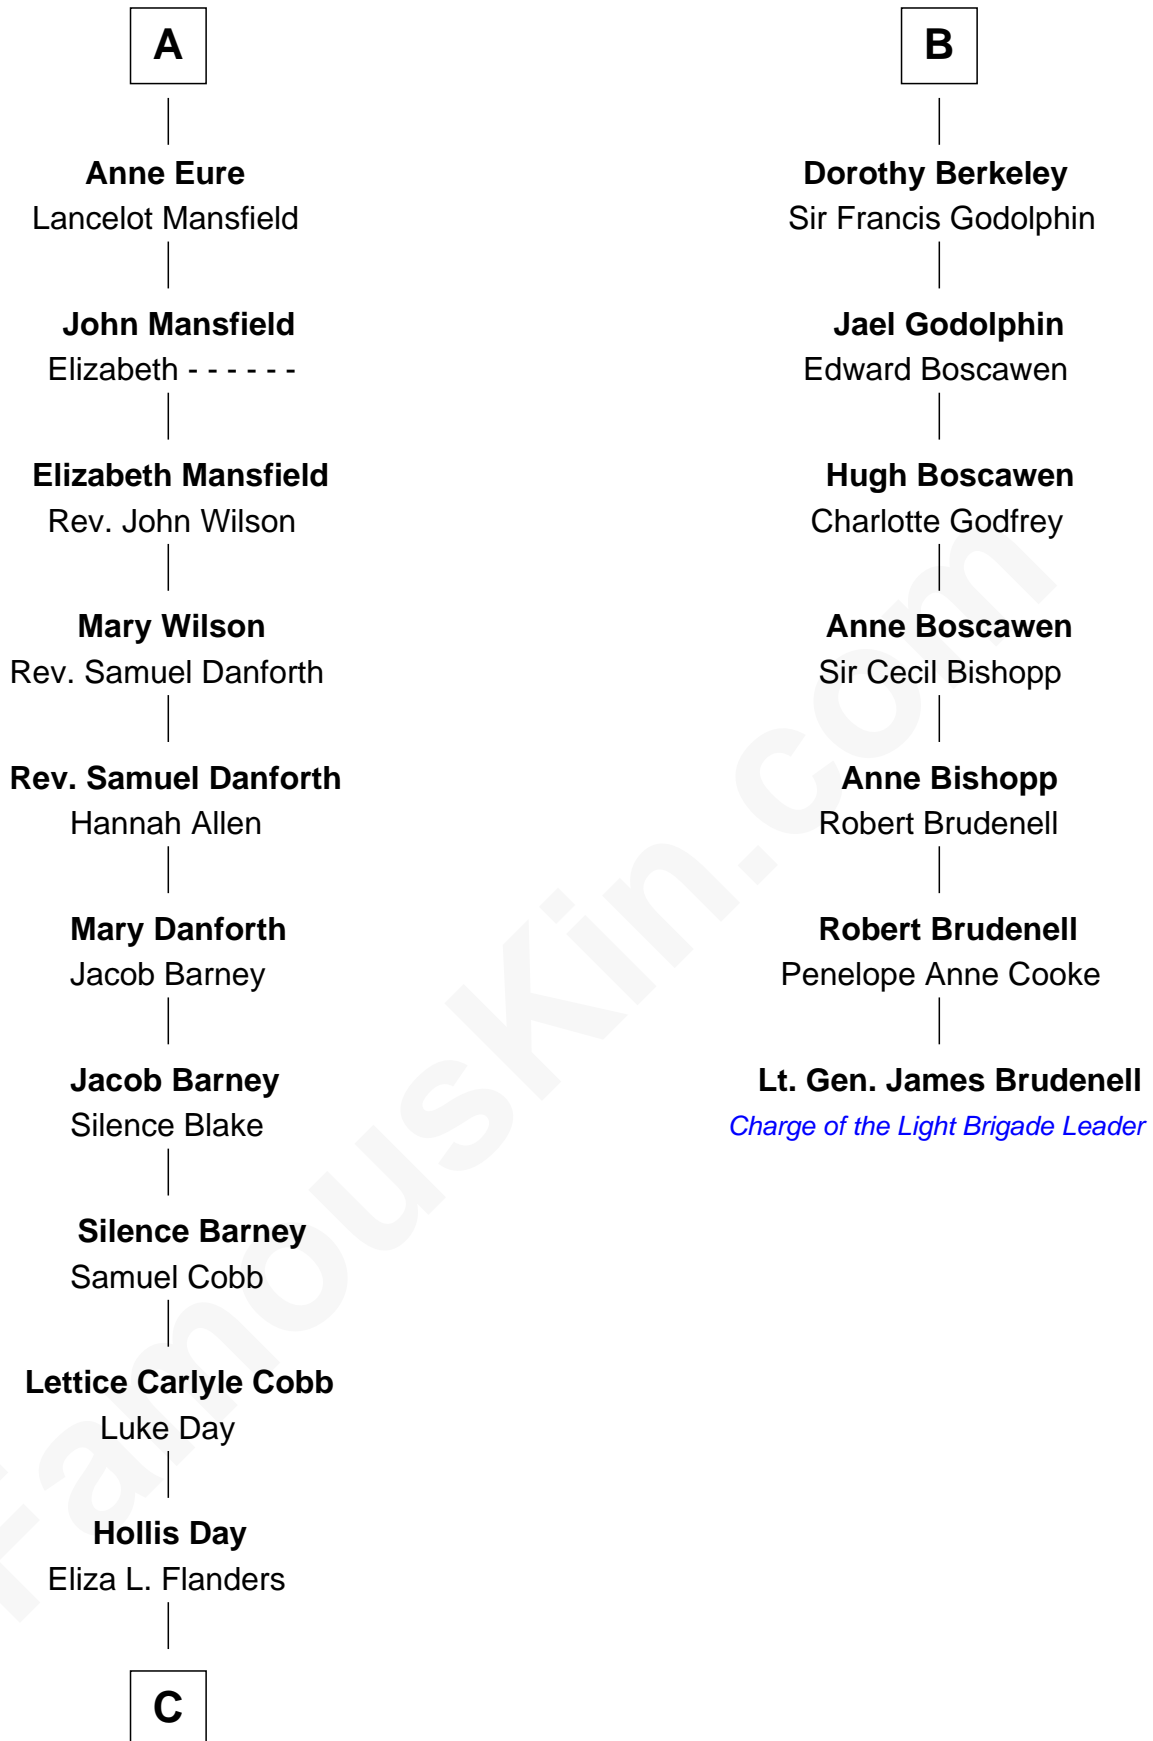 A
Anne Eure
Lancelot Mansfield
John Mansfield
Elizabeth - - - - - -
Elizabeth Mansfield
Rev. John Wilson
Mary Wilson
Rev. Samuel Danforth
Rev. Samuel Danforth
Hannah Allen
Mary Danforth
Jacob Barney
Jacob Barney
Silence Blake
Silence Barney
Samuel Cobb
Lettice Carlyle Cobb
Luke Day
Hollis Day
Eliza L. Flanders
C
B
Dorothy Berkeley
Sir Francis Godolphin
Jael Godolphin
Edward Boscawen
Hugh Boscawen
Charlotte Godfrey
Anne Boscawen
Sir Cecil Bishopp
Anne Bishopp
Robert Brudenell
Robert Brudenell
Penelope Anne Cooke
Lt. Gen. James Brudenell
Charge of the Light Brigade Leader
FamousKin.com